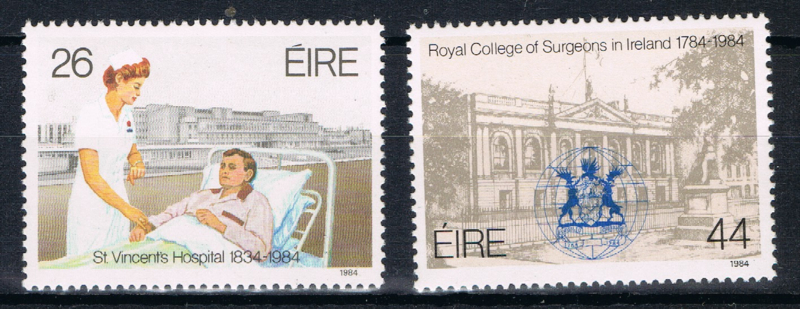 26 ÉIRE
St. Vincent's Hospital 1834-1984
1984
Royal College of Surgeons in Ireland 1784-1984
ÉIRE 44
1984